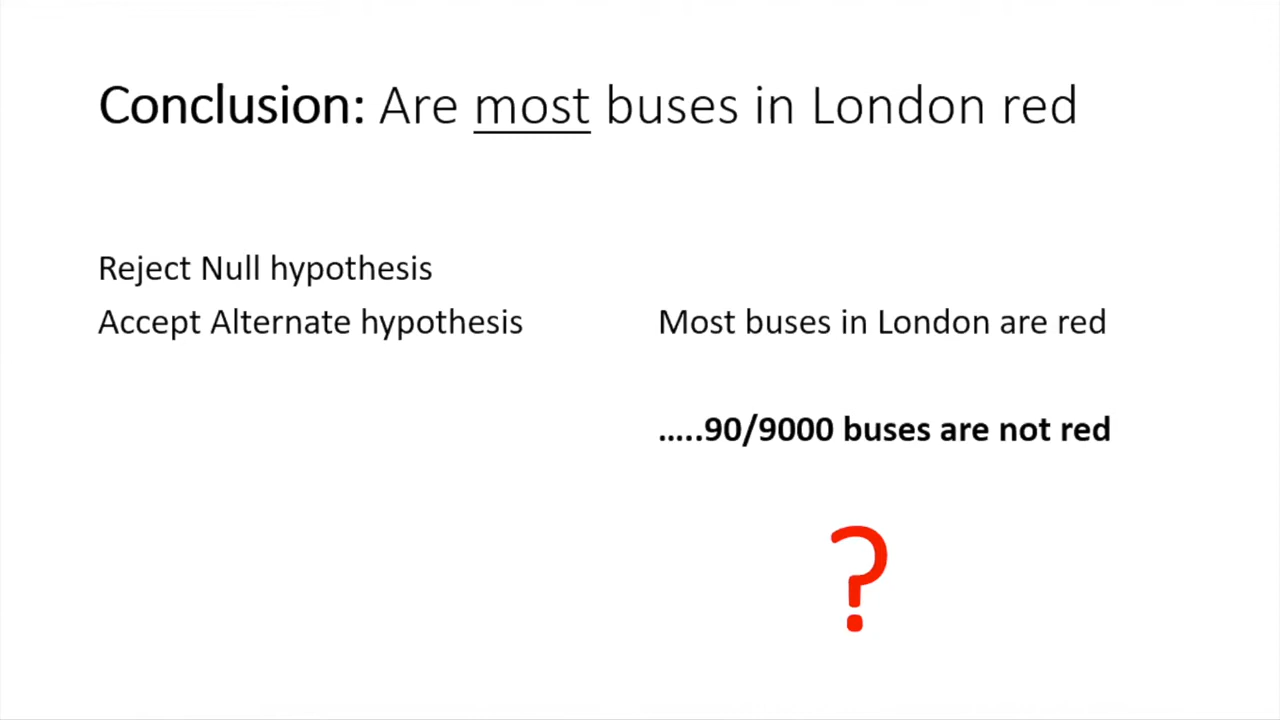 Conclusion: Are most buses in London red
Reject Null hypothesis
Accept Alternate hypothesis
Most buses in London are red
.....90/9000 buses are not red
?